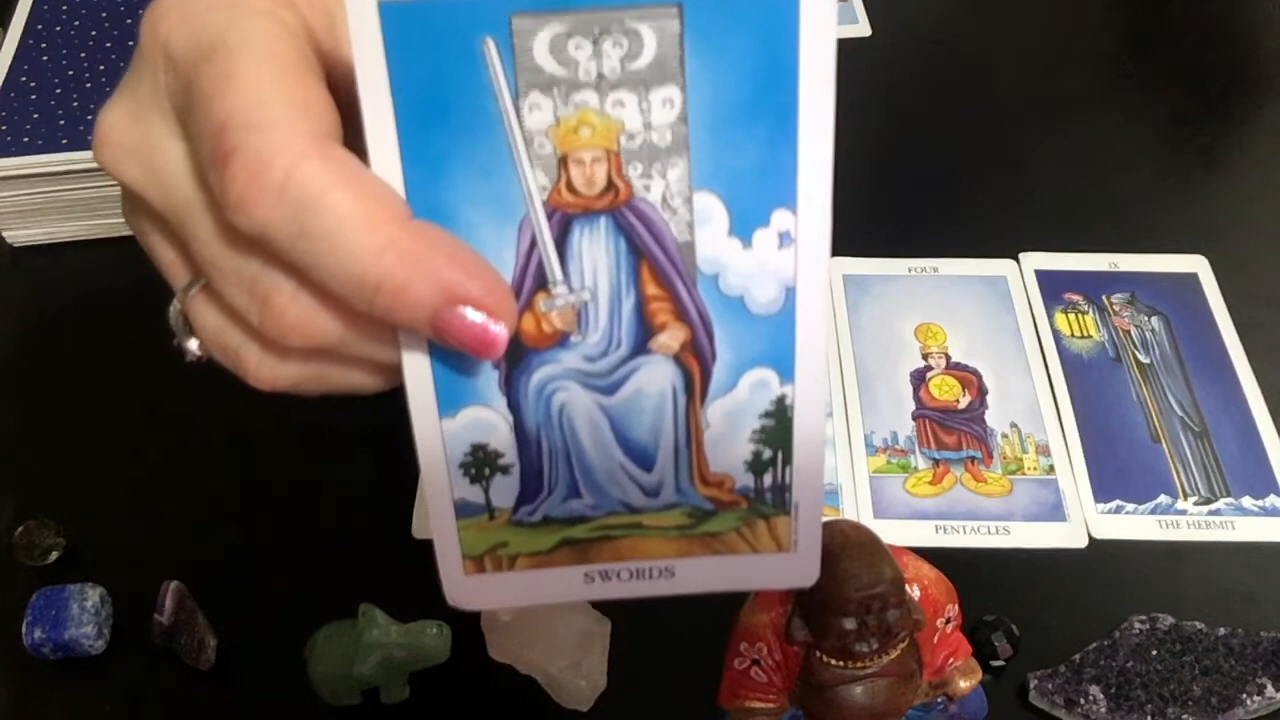 SWORDS
FOUR
PENTACLES
IX
THE HERMIT